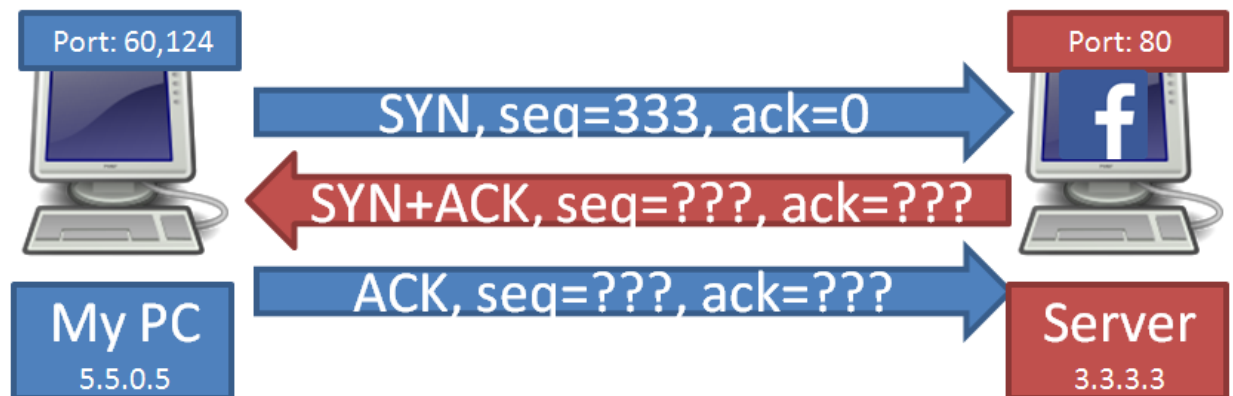 Port: 60,124
Port: 80
SYN, seq=333, ack=0
f
SYN+ACK, seq=???, ack=???
ACK, seq=???, ack=???
My PC
5.5.0.5
Server
3.3.3.3